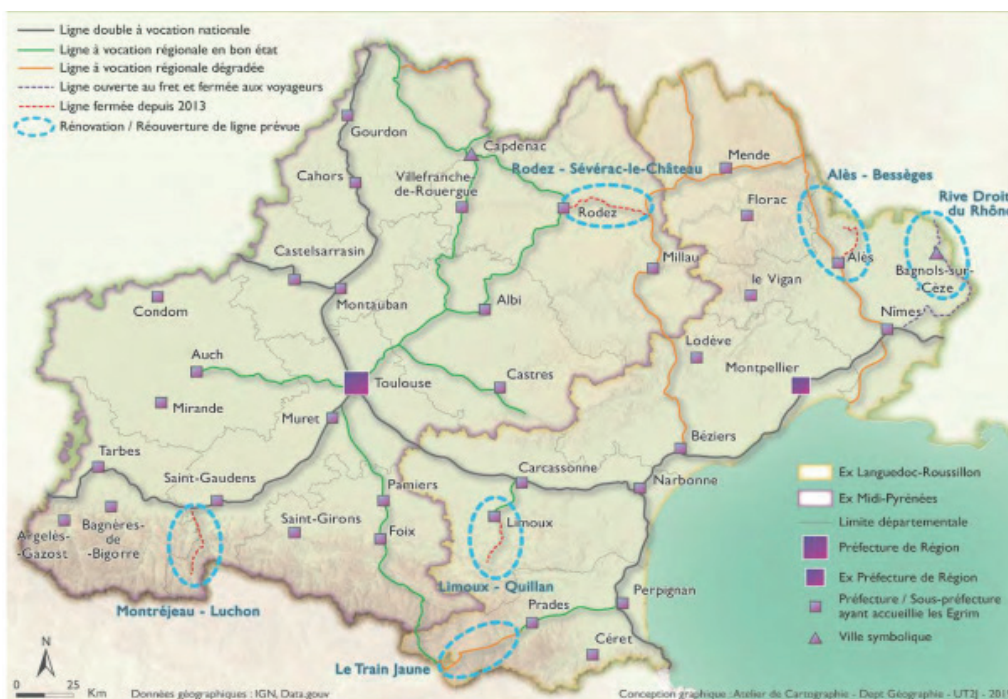 Ligne double à vocation nationale
Ligne à vocation régionale en bon état
Ligne à vocation régionale dégradée
Ligne ouverte au fret et fermée aux voyageurs
Ligne fermée depuis 2013
Rénovation / Réouverture de ligne prévue
Gourdon
Capdenac
Rodez - Sévérac-le-Château
Mende
Alès - Bessèges
Cahors
Villefranche-
de-Rouergue
Rive Droit
du Rhône
Florac
Rodez
Castelsarrasin
Millau
Alès
Bagnols-sur-
Cèze
Montauban
le Vigan
Condom
Albi
Nîmes
Lodève
Auch
Montpellier
Toulouse
Castres
Mirande
Muret
Béziers
Tarbes
Saint-Gaudens
Carcassonne
Narbonne
Pamiers
Bagnères-
de-
-Bigorre
Argelès-
-Gazost
Saint-Girons
Foix
Limoux
Limoux - Quillan
Montréjeau - Luchon
Prades
Perpignan
Céret
Le Train Jaune
Ex Languedoc-Roussillon
Ex Midi-Pyrénées
Limite départementale
Préfecture de Région
Ex Préfecture de Région
Préfecture / Sous-préfecture
ayant accueillie les Egrim
Ville symbolique
N
0 25 Km
Données géographiques : IGN, Data.gouv
Conception graphique : Atelier de Cartographie - Dept Géographie - UT2J - 20